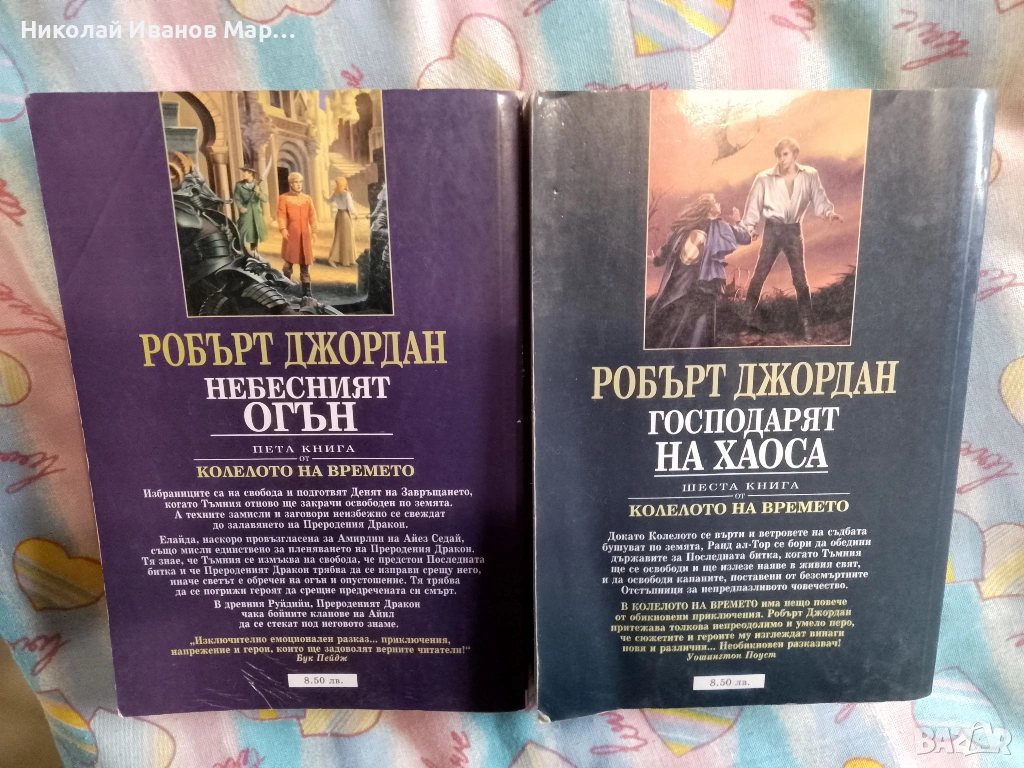 Николай Иванов Мар...
РОБЪРТ ДЖОРДАН
НЕБЕСНИЯТ
ОГЪН
ПЕТА КНИГА
ОТ
КОЛЕЛОТО НА ВРЕМЕТО
Избраниците са на свобода и подготвят Денят на Завръщането,
когато Тъмния отново ще закрачи освободен по земята.
А техните замисли и заговори неизбежно се свеждат
до залавянето на Преродения Дракон.
Елайда, наскоро провъзгласена за Амирлин на Айез Седай,
също мисли единствено за пленяването на Преродения Дракон.
Тя знае, че Тъмния се измъква на свобода, че предстои Последната
битка и че Прероденият Дракон трябва да се изправи срещу него,
иначе светът е обречен на огън и опустошение. Тя трябва
да се погрижи героят да срещне предречената си смърт.
В древния Руйдийн, Прероденият Дракон
чака бойните кланове на Айил
да се стекат под неговото знаме.
„Изключително емоционален разказ... приключения,
напрежение и герои, които ще задоволят верните читатели!“
Бук Пейдж
8.50 лв.
РОБЪРТ ДЖОРДАН
ГОСПОДАРЯТ
НА ХАОСА
ШЕСТА КНИГА
ОТ
КОЛЕЛОТО НА ВРЕМЕТО
Докато Колелото се върти и ветровете на съдбата
бушуват по земята, Ранд ал-Тор се бори да обедини
държавите за Последната битка, когато Тъмния
ще се освободи и ще излезе наяве в живия свят,
и да освободи капаните, поставени от безсмъртните
Отстъпници за непредпазливото човечество.
В КОЛЕЛОТО НА ВРЕМЕТО има нещо повече
от обикновени приключения. Робърт Джордан
притежава толкова непреодолимо и умело перо,
че сюжетите и героите му изглеждат винаги
нови и различни... Необикновен разказвач!
Уошингтон Поуст
8.50 лв.
BAZAR